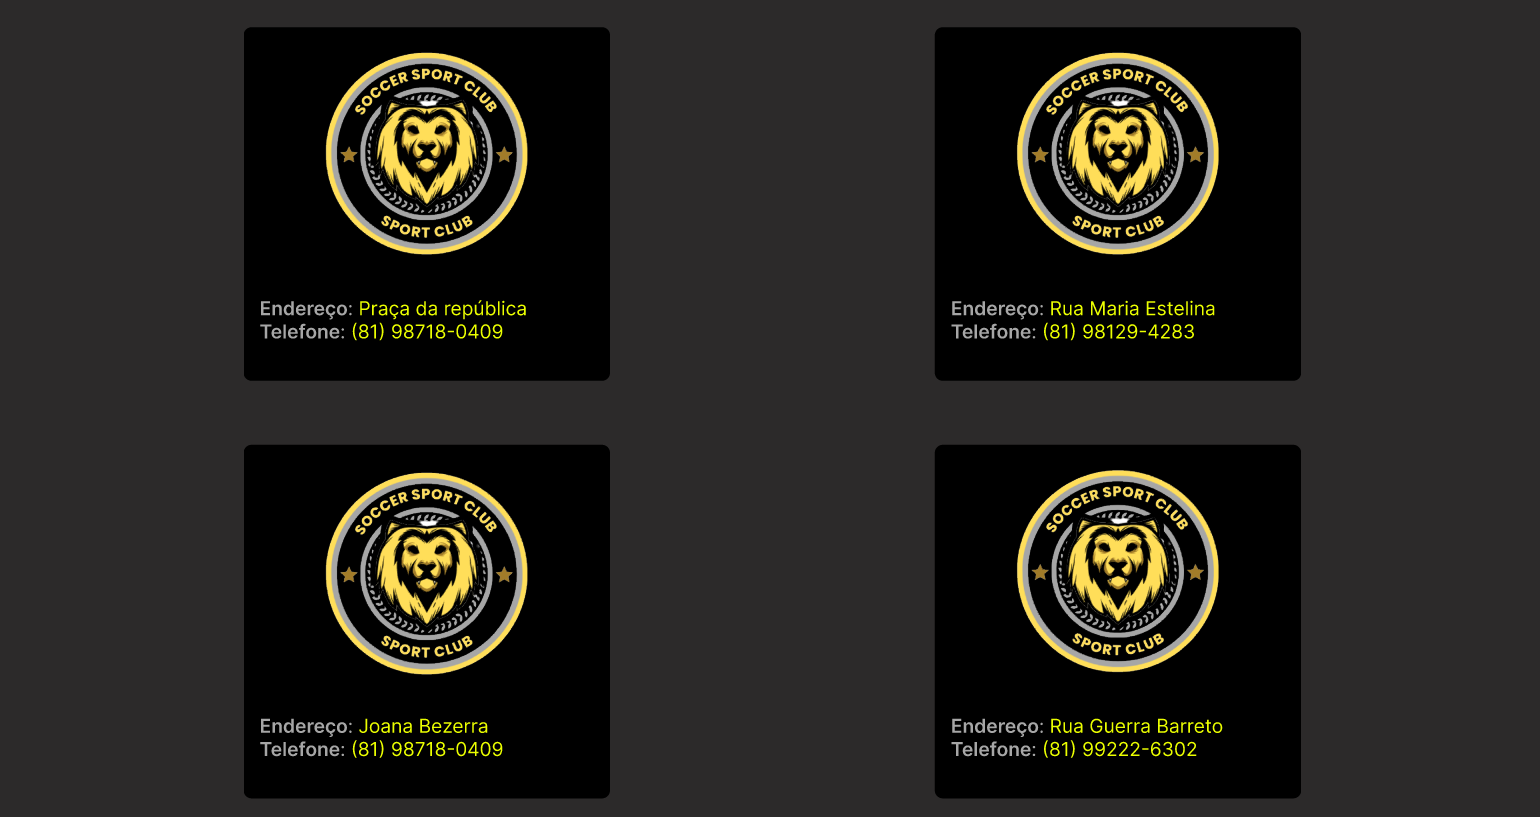 SOCCER SPORT CLUB
SPORT CLUB
Endereço: Praça da república
Telefone: (81) 98718-0409
SOCCER SPORT CLUB
SPORT CLUB
Endereço: Rua Maria Estelina
Telefone: (81) 98129-4283
SOCCER SPORT CLUB
SPORT CLUB
Endereço: Joana Bezerra
Telefone: (81) 98718-0409
SOCCER SPORT CLUB
SPORT CLUB
Endereço: Rua Guerra Barreto
Telefone: (81) 99222-6302